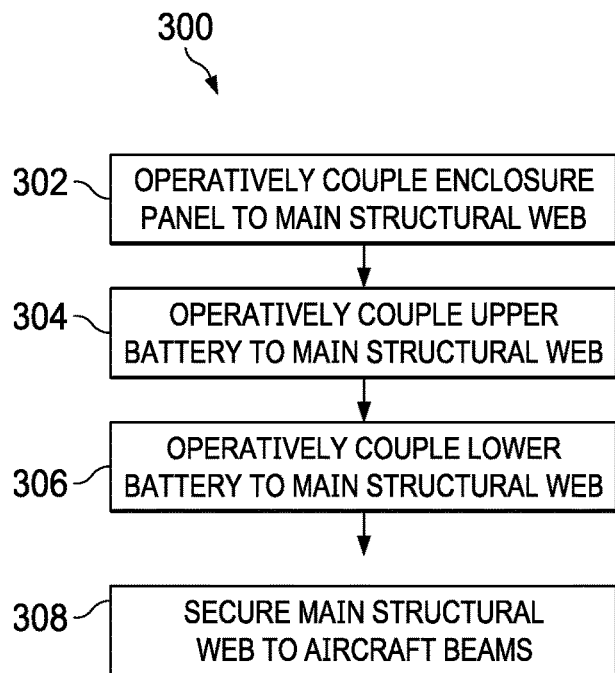 300
302
OPERATIVELY COUPLE ENCLOSURE
PANEL TO MAIN STRUCTURAL WEB
304
OPERATIVELY COUPLE UPPER
BATTERY TO MAIN STRUCTURAL WEB
306
OPERATIVELY COUPLE LOWER
BATTERY TO MAIN STRUCTURAL WEB
308
SECURE MAIN STRUCTURAL
WEB TO AIRCRAFT BEAMS